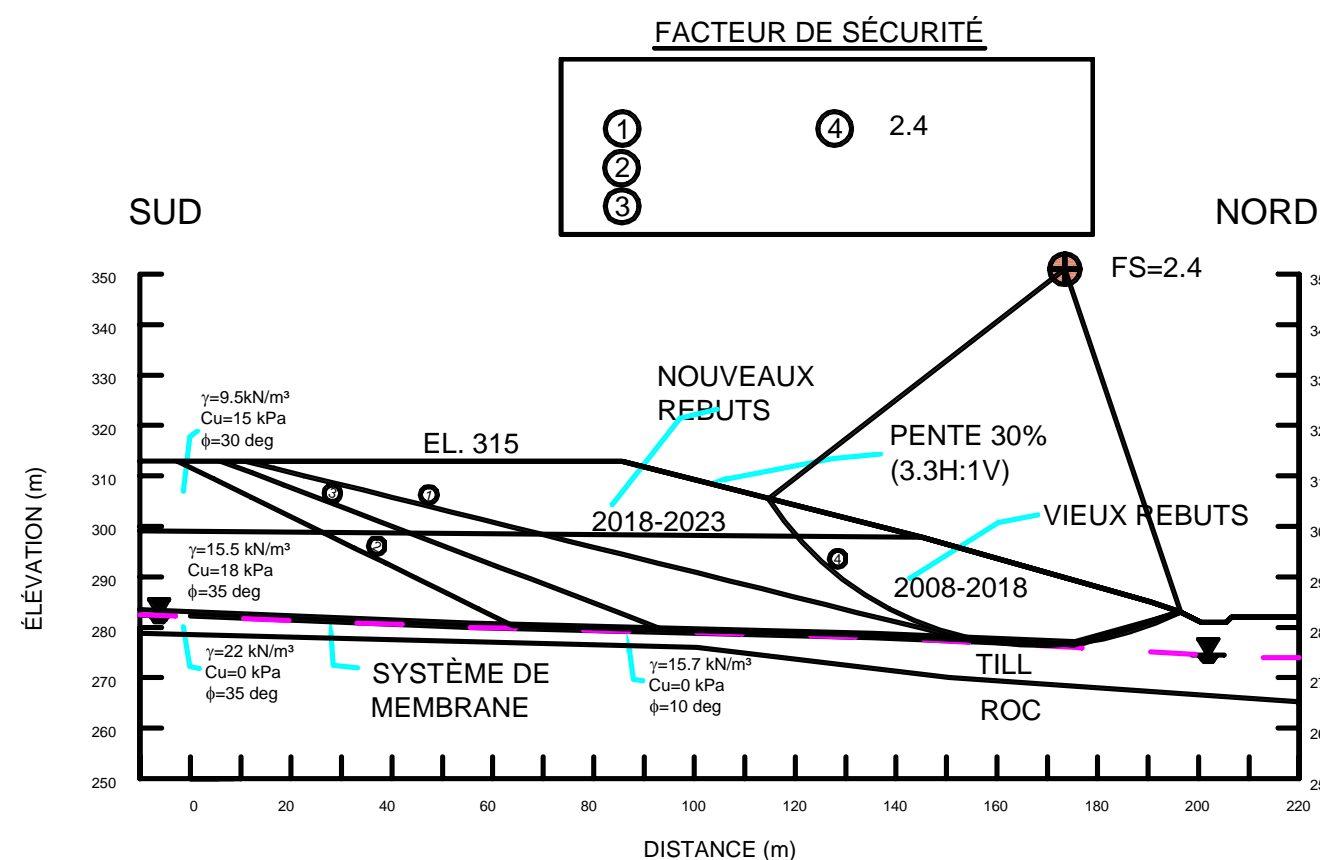 FACTEUR DE SÉCURITÉ
① ④ 2.4
②
③
SUD
NORD
FS=2.4
350
340
330
320
310
300
290
280
270
260
250
ÉLÉVATION (m)
γ=9.5kN/m³
Cu=15 kPa
ϕ=30 deg
EL. 315
NOUVEAUX
REBUTS
PENTE 30%
(3.3H:1V)
③ ①
2018-2023
VIEUX REBUTS
②
④
2008-2018
γ=15.5 kN/m³
Cu=18 kPa
ϕ=35 deg
γ=22 kN/m³
Cu=0 kPa
ϕ=35 deg
SYSTÈME DE
MEMBRANE
γ=15.7 kN/m³
Cu=0 kPa
ϕ=10 deg
TILL
ROC
0 20 40 60 80 100 120 140 160 180 200 220
DISTANCE (m)